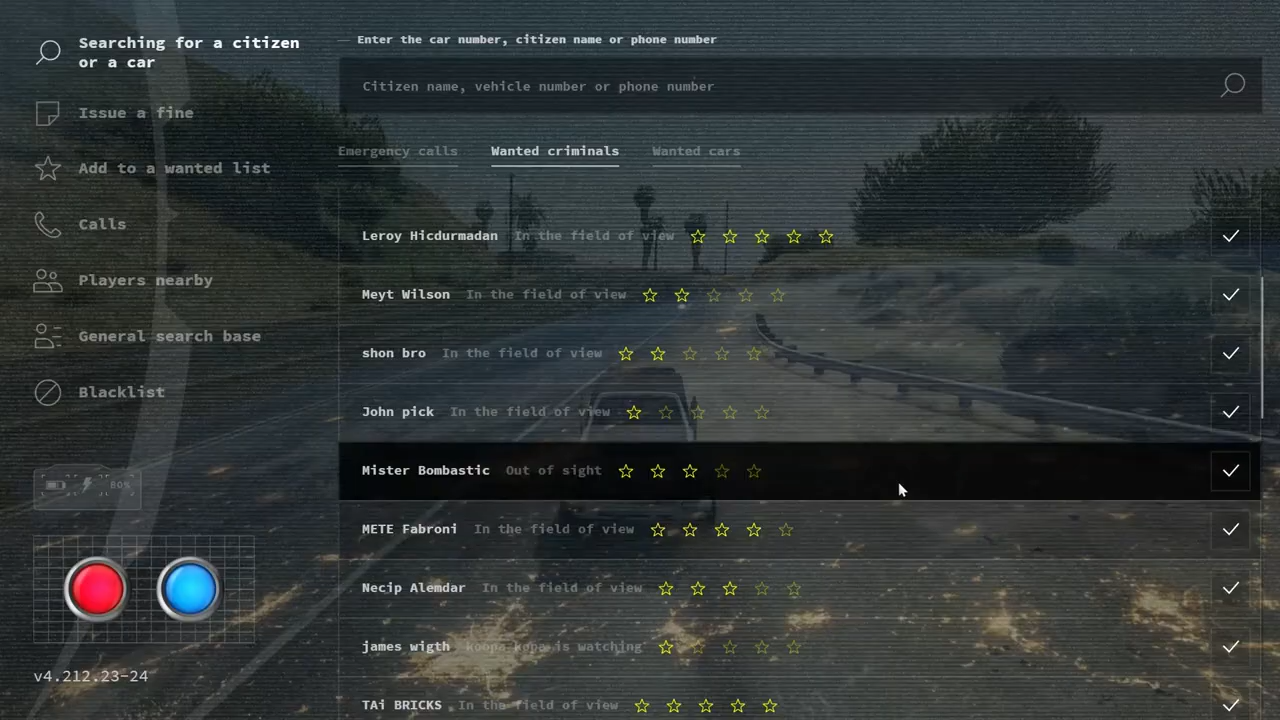 Searching for a citizen
or a car
Issue a fine
Add to a wanted list
Calls
Players nearby
General search base
Blacklist
80%
v4.212.23-24
Enter the car number, citizen name or phone number
Citizen name, vehicle number or phone number
Emergency calls Wanted criminals Wanted cars
Leroy Hicdurmadan In the field of view
Meyt Wilson In the field of view
shon bro In the field of view
John pick In the field of view
Mister Bombastic Out of sight
METE Fabroni In the field of view
Necip Alemdar In the field of view
james wigth koopa kopa is watching
TAi BRICKS In the field of view